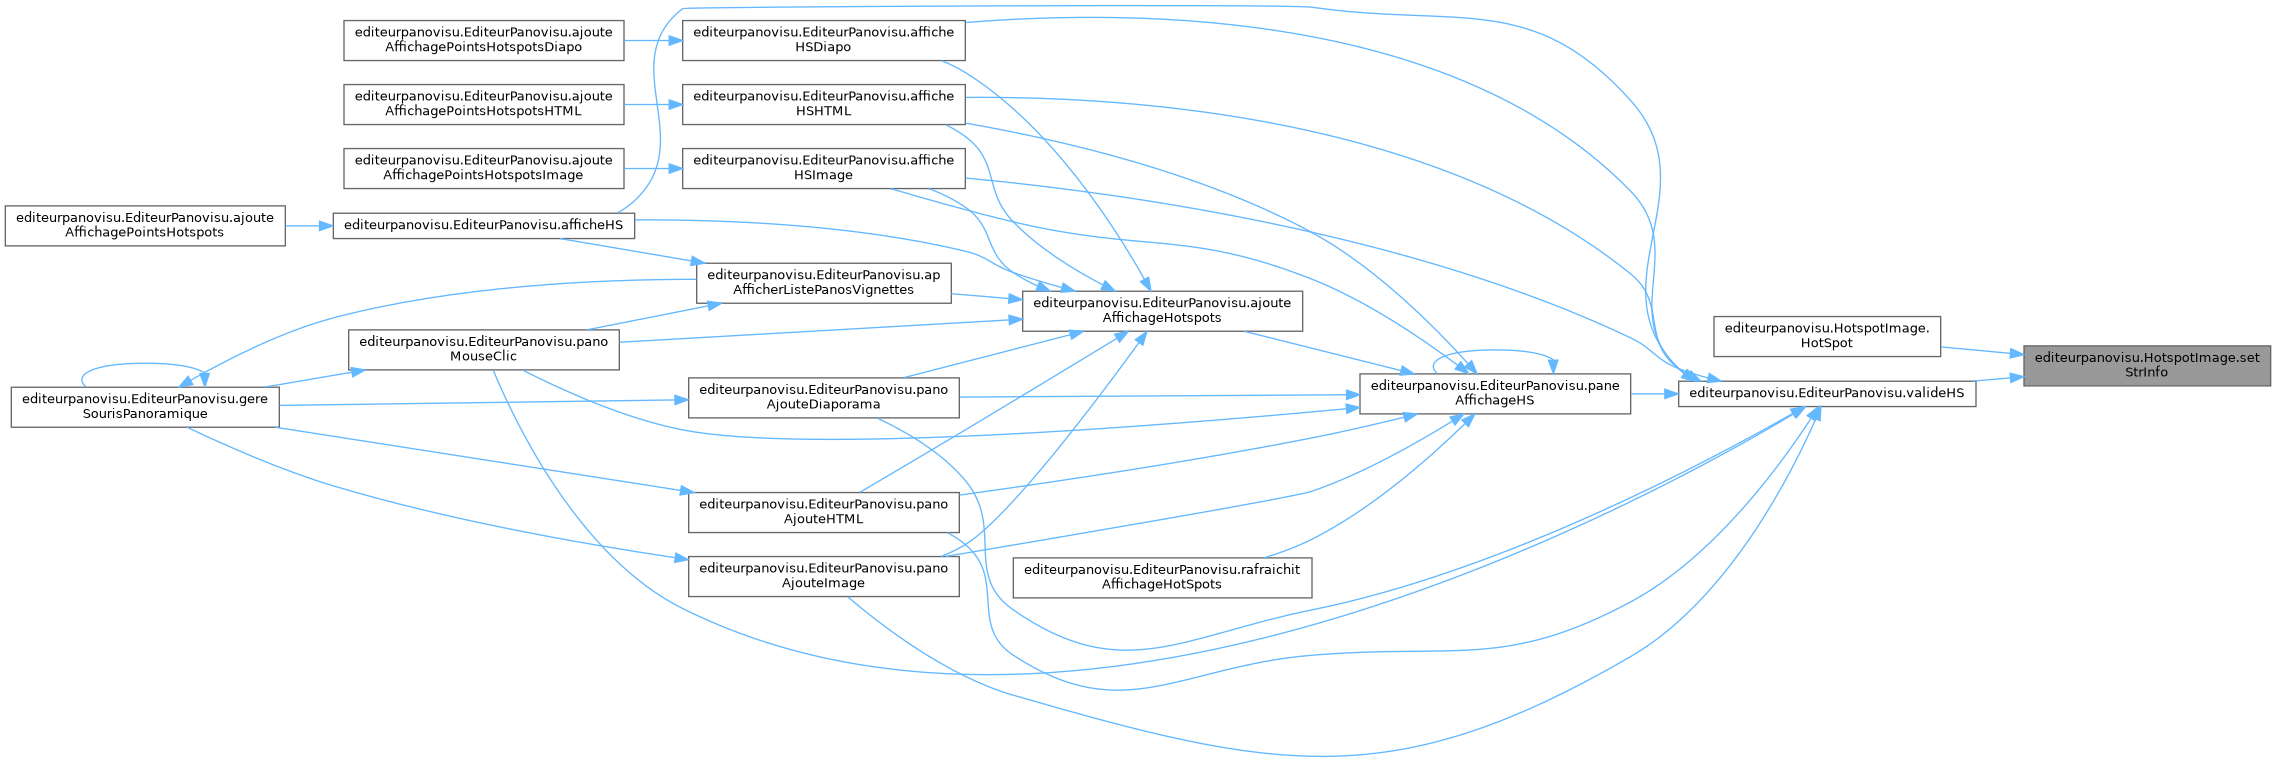 editeurpanovisu.EditeurPanovisu.ajoute
AffichagePointsHotspotsDiapo
editeurpanovisu.EditeurPanovisu.affiche
HSDiapo
editeurpanovisu.EditeurPanovisu.ajoute
AffichagePointsHotspotsHTML
editeurpanovisu.EditeurPanovisu.affiche
HSHTML
editeurpanovisu.EditeurPanovisu.ajoute
AffichagePointsHotspotsImage
editeurpanovisu.EditeurPanovisu.affiche
HSImage
editeurpanovisu.EditeurPanovisu.ajoute
AffichagePointsHotspots
editeurpanovisu.EditeurPanovisu.afficheHS
editeurpanovisu.EditeurPanovisu.ap
AfficherListePanosVignettes
editeurpanovisu.EditeurPanovisu.ajoute
AffichageHotspots
editeurpanovisu.HotspotImage.
HotSpot
editeurpanovisu.HotspotImage.set
StrInfo
editeurpanovisu.EditeurPanovisu.pano
MouseClic
editeurpanovisu.EditeurPanovisu.gere
SourisPanoramique
editeurpanovisu.EditeurPanovisu.pano
AjouteDiaporama
editeurpanovisu.EditeurPanovisu.pane
AffichageHS
editeurpanovisu.EditeurPanovisu.valideHS
editeurpanovisu.EditeurPanovisu.pano
AjouteHTML
editeurpanovisu.EditeurPanovisu.pano
AjouteImage
editeurpanovisu.EditeurPanovisu.rafraichit
AffichageHotSpots